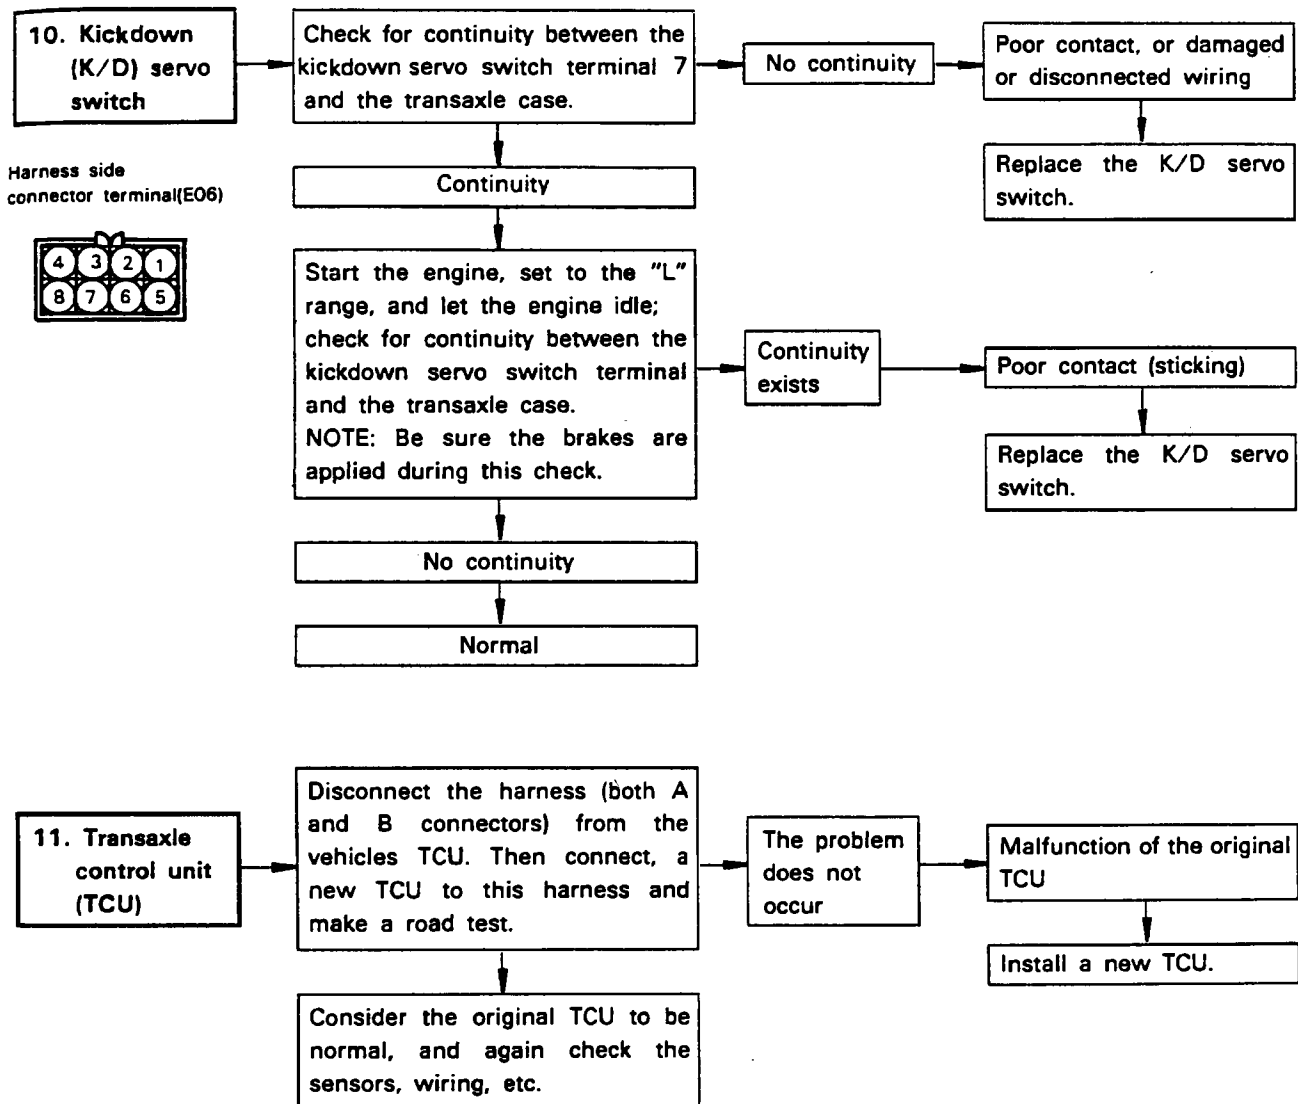 10. Kickdown
(K/D) servo
switch
Check for continuity between the
kickdown servo switch terminal 7
and the transaxle case.
No continuity
Poor contact, or damaged
or disconnected wiring
Replace the K/D servo
switch.
Harness side
connector terminal(E06)
4 3 2 1
8 7 6 5
Continuity
Start the engine, set to the "L"
range, and let the engine idle;
check for continuity between the
kickdown servo switch terminal
and the transaxle case.
NOTE: Be sure the brakes are
applied during this check.
Continuity
exists
Poor contact (sticking)
Replace the K/D servo
switch.
No continuity
Normal
11. Transaxle
control unit
(TCU)
Disconnect the harness (both A
and B connectors) from the
vehicles TCU. Then connect, a
new TCU to this harness and
make a road test.
The problem
does not
occur
Malfunction of the original
TCU
Install a new TCU.
Consider the original TCU to be
normal, and again check the
sensors, wiring, etc.